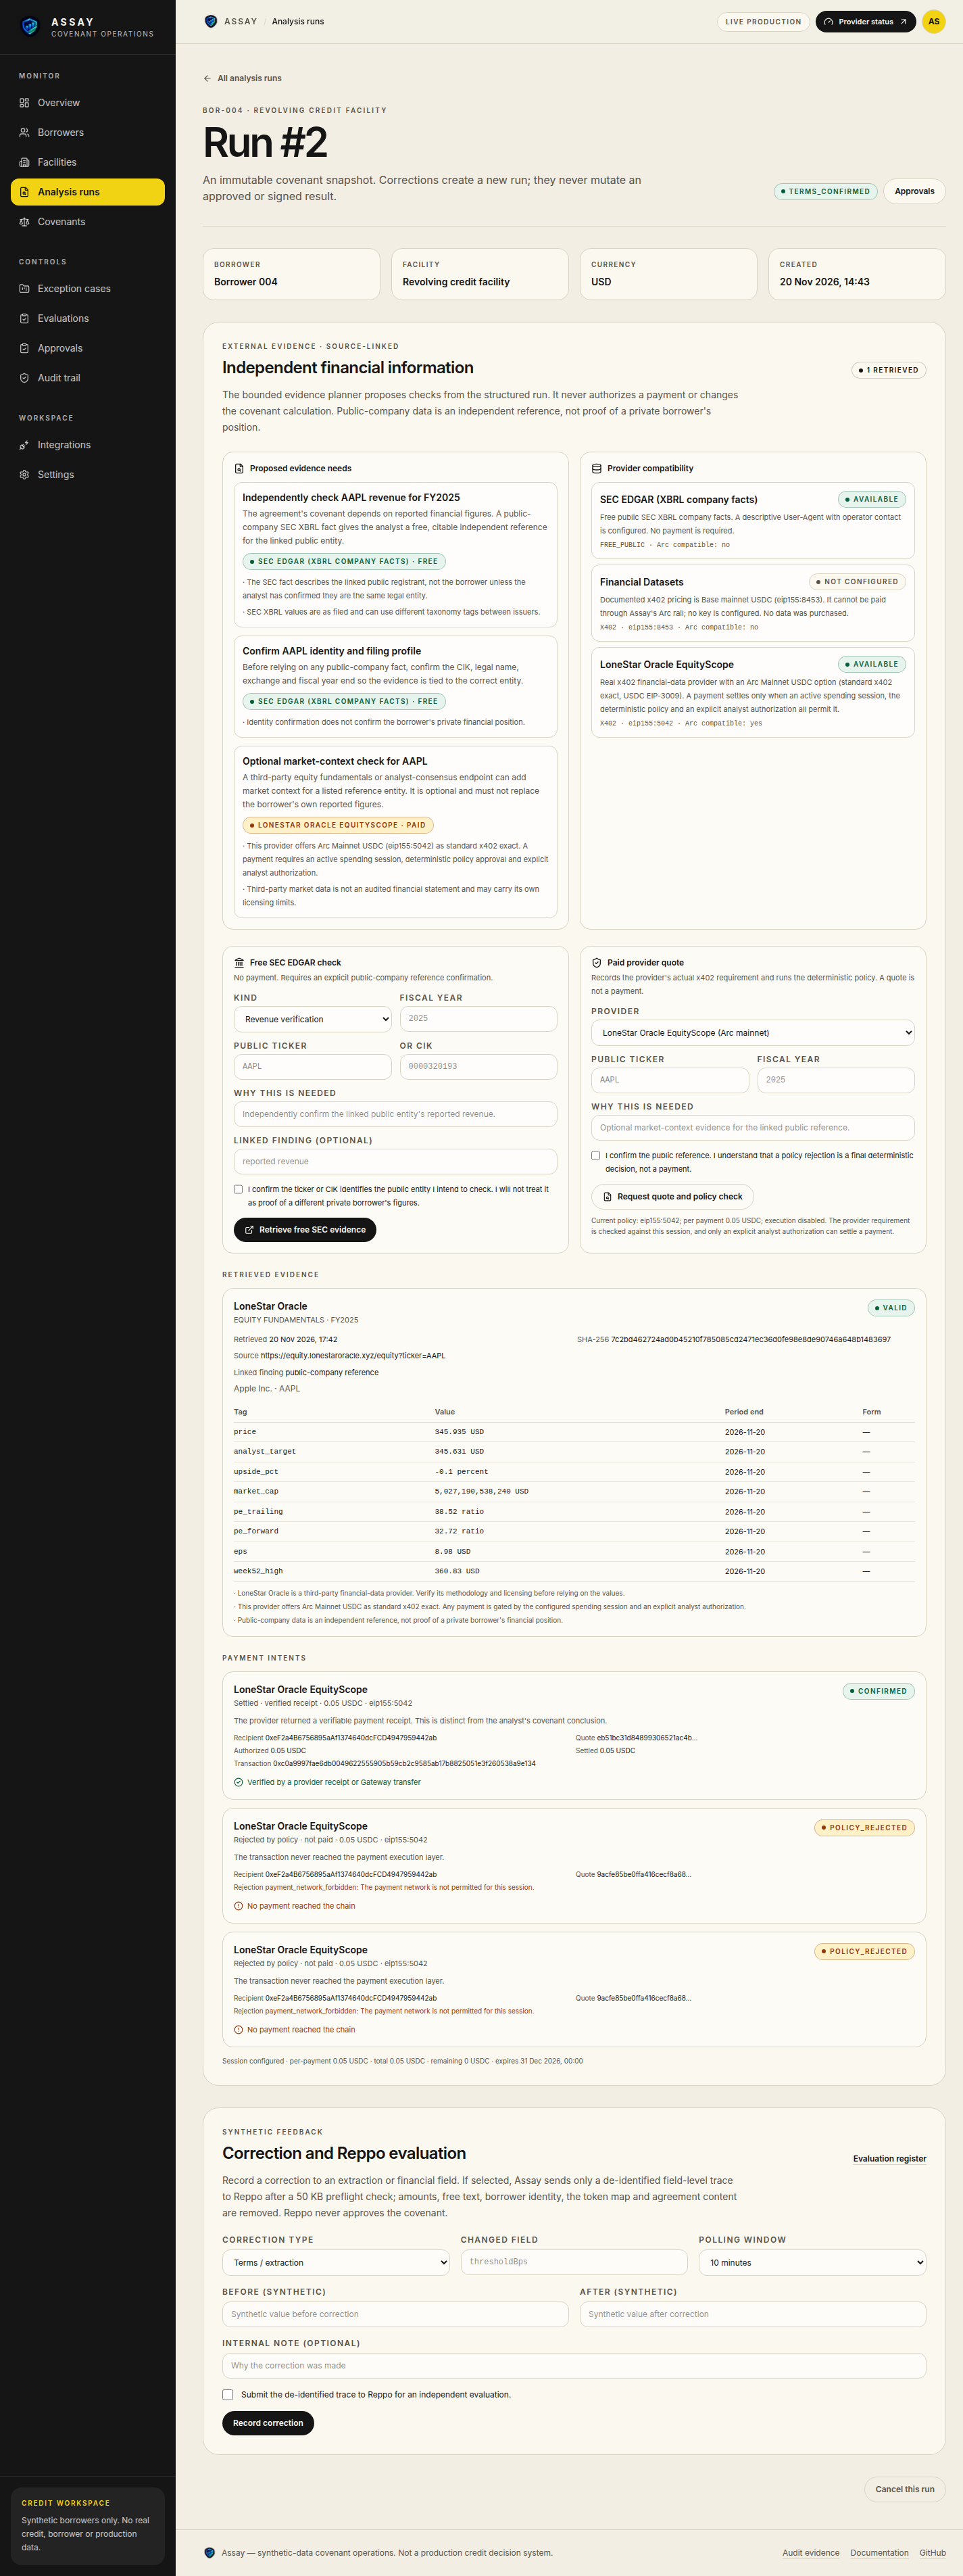 ASSAY
COVENANT OPERATIONS
MONITOR
Overview
Borrowers
Facilities
Analysis runs
Covenants
CONTROLS
Exception cases
Evaluations
Approvals
Audit trail
WORKSPACE
Integrations
Settings
CREDIT WORKSPACE
Synthetic borrowers only. No real
credit, borrower or production
data.
ASSAY / Analysis runs
LIVE PRODUCTION
Provider status
AS
All analysis runs
BOR-004 · REVOLVING CREDIT FACILITY
Run #2
An immutable covenant snapshot. Corrections create a new run; they never mutate an
approved or signed result.
TERMS_CONFIRMED
Approvals
BORROWER
Borrower 004
FACILITY
Revolving credit facility
CURRENCY
USD
CREATED
20 Nov 2026, 14:43
EXTERNAL EVIDENCE · SOURCE-LINKED
Independent financial information
1 RETRIEVED
The bounded evidence planner proposes checks from the structured run. It never authorizes a payment or changes
the covenant calculation. Public-company data is an independent reference, not proof of a private borrower's
position.
Proposed evidence needs
Independently check AAPL revenue for FY2025
The agreement's covenant depends on reported financial figures. A public-
company SEC XBRL fact gives the analyst a free, citable independent reference
for the linked public entity.
SEC EDGAR (XBRL COMPANY FACTS) · FREE
· The SEC fact describes the linked public registrant, not the borrower unless the
analyst has confirmed they are the same legal entity.
· SEC XBRL values are as filed and can use different taxonomy tags between issuers.
Confirm AAPL identity and filing profile
Before relying on any public-company fact, confirm the CIK, legal name,
exchange and fiscal year end so the evidence is tied to the correct entity.
SEC EDGAR (XBRL COMPANY FACTS) · FREE
· Identity confirmation does not confirm the borrower's private financial position.
Optional market-context check for AAPL
A third-party equity fundamentals or analyst-consensus endpoint can add
market context for a listed reference entity. It is optional and must not replace
the borrower's own reported figures.
LONESTAR ORACLE EQUITYSCOPE · PAID
· This provider offers Arc Mainnet USDC (eip155:5042) as standard x402 exact. A
payment requires an active spending session, deterministic policy approval and explicit
analyst authorization.
· Third-party market data is not an audited financial statement and may carry its own
licensing limits.
Provider compatibility
SEC EDGAR (XBRL company facts)
AVAILABLE
Free public SEC XBRL company facts. A descriptive User-Agent with operator contact
is configured. No payment is required.
FREE_PUBLIC · Arc compatible: no
Financial Datasets
NOT CONFIGURED
Documented x402 pricing is Base mainnet USDC (eip155:8453). It cannot be paid
through Assay's Arc rail; no key is configured. No data was purchased.
X402 · eip155:8453 · Arc compatible: no
LoneStar Oracle EquityScope
AVAILABLE
Real x402 financial-data provider with an Arc Mainnet USDC option (standard x402
exact, USDC EIP-3009). A payment settles only when an active spending session, the
deterministic policy and an explicit analyst authorization all permit it.
X402 · eip155:5042 · Arc compatible: yes
Free SEC EDGAR check
No payment. Requires an explicit public-company reference confirmation.
KIND
FISCAL YEAR
Revenue verification
2025
PUBLIC TICKER
OR CIK
AAPL
0000320193
WHY THIS IS NEEDED
Independently confirm the linked public entity's reported revenue.
LINKED FINDING (OPTIONAL)
reported revenue
I confirm the ticker or CIK identifies the public entity I intend to check. I will not treat it
as proof of a different private borrower's figures.
Retrieve free SEC evidence
Paid provider quote
Records the provider's actual x402 requirement and runs the deterministic policy. A quote is
not a payment.
PROVIDER
LoneStar Oracle EquityScope (Arc mainnet)
PUBLIC TICKER
FISCAL YEAR
AAPL
2025
WHY THIS IS NEEDED
Optional market-context evidence for the linked public reference.
I confirm the public reference. I understand that a policy rejection is a final deterministic
decision, not a payment.
Request quote and policy check
Current policy: eip155:5042; per payment 0.05 USDC; execution disabled. The provider requirement
is checked against this session, and only an explicit analyst authorization can settle a payment.
RETRIEVED EVIDENCE
LoneStar Oracle
VALID
EQUITY FUNDAMENTALS · FY2025
Retrieved 20 Nov 2026, 17:42
SHA-256 7c2bd462724ad0b45210f785085cd2471ec36d0fe98e8de90746a648b1483697
Source https://equity.lonestaroracle.xyz/equity?ticker=AAPL
Linked finding public-company reference
Apple Inc. · AAPL
Tag Value Period end Form
price 345.935 USD 2026-11-20 —
analyst_target 345.631 USD 2026-11-20 —
upside_pct -0.1 percent 2026-11-20 —
market_cap 5,027,190,538,240 USD 2026-11-20 —
pe_trailing 38.52 ratio 2026-11-20 —
pe_forward 32.72 ratio 2026-11-20 —
eps 8.98 USD 2026-11-20 —
week52_high 360.83 USD 2026-11-20 —
· LoneStar Oracle is a third-party financial-data provider. Verify its methodology and licensing before relying on the values.
· This provider offers Arc Mainnet USDC as standard x402 exact. Any payment is gated by the configured spending session and an explicit analyst authorization.
· Public-company data is an independent reference, not proof of a private borrower's financial position.
PAYMENT INTENTS
LoneStar Oracle EquityScope
CONFIRMED
Settled · verified receipt · 0.05 USDC · eip155:5042
The provider returned a verifiable payment receipt. This is distinct from the analyst's covenant conclusion.
Recipient 0xeF2a4B6756895aAf1374640dcFCD4947959442ab
Quote eb51bc31d84899306521ac4b…
Authorized 0.05 USDC
Settled 0.05 USDC
Transaction 0xc0a9997fae6db0049622555905b59cb2c9585ab17b8825051e3f260538a9e134
Verified by a provider receipt or Gateway transfer
LoneStar Oracle EquityScope
POLICY_REJECTED
Rejected by policy · not paid · 0.05 USDC · eip155:5042
The transaction never reached the payment execution layer.
Recipient 0xeF2a4B6756895aAf1374640dcFCD4947959442ab
Quote 9acfe85be0ffa416cecf8a68…
Rejection payment_network_forbidden: The payment network is not permitted for this session.
No payment reached the chain
LoneStar Oracle EquityScope
POLICY_REJECTED
Rejected by policy · not paid · 0.05 USDC · eip155:5042
The transaction never reached the payment execution layer.
Recipient 0xeF2a4B6756895aAf1374640dcFCD4947959442ab
Quote 9acfe85be0ffa416cecf8a68…
Rejection payment_network_forbidden: The payment network is not permitted for this session.
No payment reached the chain
Session configured · per-payment 0.05 USDC · total 0.05 USDC · remaining 0 USDC · expires 31 Dec 2026, 00:00
SYNTHETIC FEEDBACK
Correction and Reppo evaluation
Evaluation register
Record a correction to an extraction or financial field. If selected, Assay sends only a de-identified field-level trace
to Reppo after a 50 KB preflight check; amounts, free text, borrower identity, the token map and agreement content
are removed. Reppo never approves the covenant.
CORRECTION TYPE
CHANGED FIELD
POLLING WINDOW
Terms / extraction
thresholdBps
10 minutes
BEFORE (SYNTHETIC)
AFTER (SYNTHETIC)
Synthetic value before correction
Synthetic value after correction
INTERNAL NOTE (OPTIONAL)
Why the correction was made
Submit the de-identified trace to Reppo for an independent evaluation.
Record correction
Cancel this run
Assay — synthetic-data covenant operations. Not a production credit decision system.
Audit evidence
Documentation
GitHub